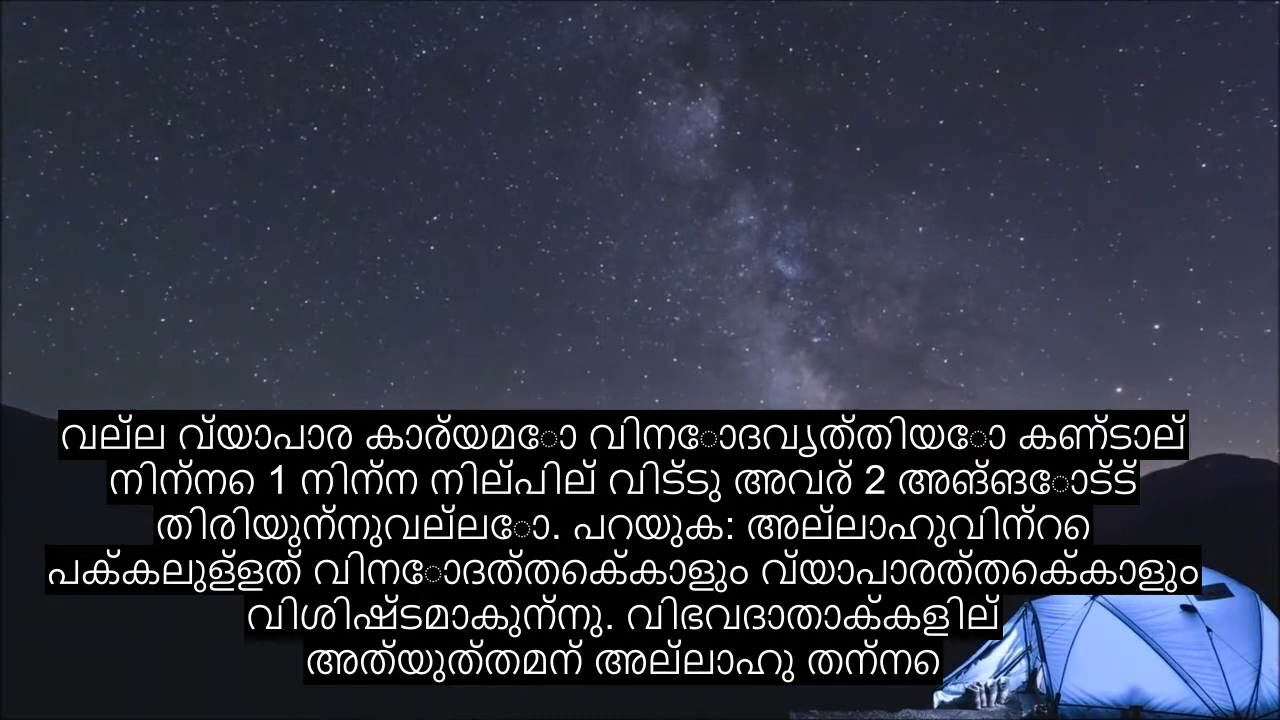 വല്ല വ്യാപാര കാര്യമോ വിനോദവൃത്തിയോ കണ്ടാല്
നിന്നെ 1 നിന്ന നില്പില് വിട്ടു അവര് 2 അങ്ങോട്ട്
തിരിയുന്നുവല്ലോ. പറയുക: അല്ലാഹുവിന്റെ
പക്കലുള്ളത് വിനോദത്തെക്കാളും വ്യാപാരത്തെക്കാളും
വിശിഷ്ടമാകുന്നു. വിഭവദാതാക്കളില്
അത്യുത്തമന് അല്ലാഹു തന്നെ